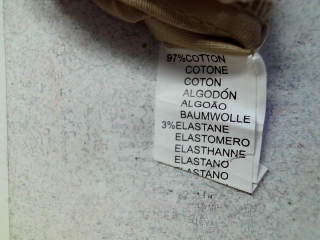 97%COTTON
COTONE
COTON
ALGODÓN
ALGOÃO
BAUMWOLLE
3%ELASTANE
ELASTOMERO
ELASTHANNE
ELASTANO
ELASTANO